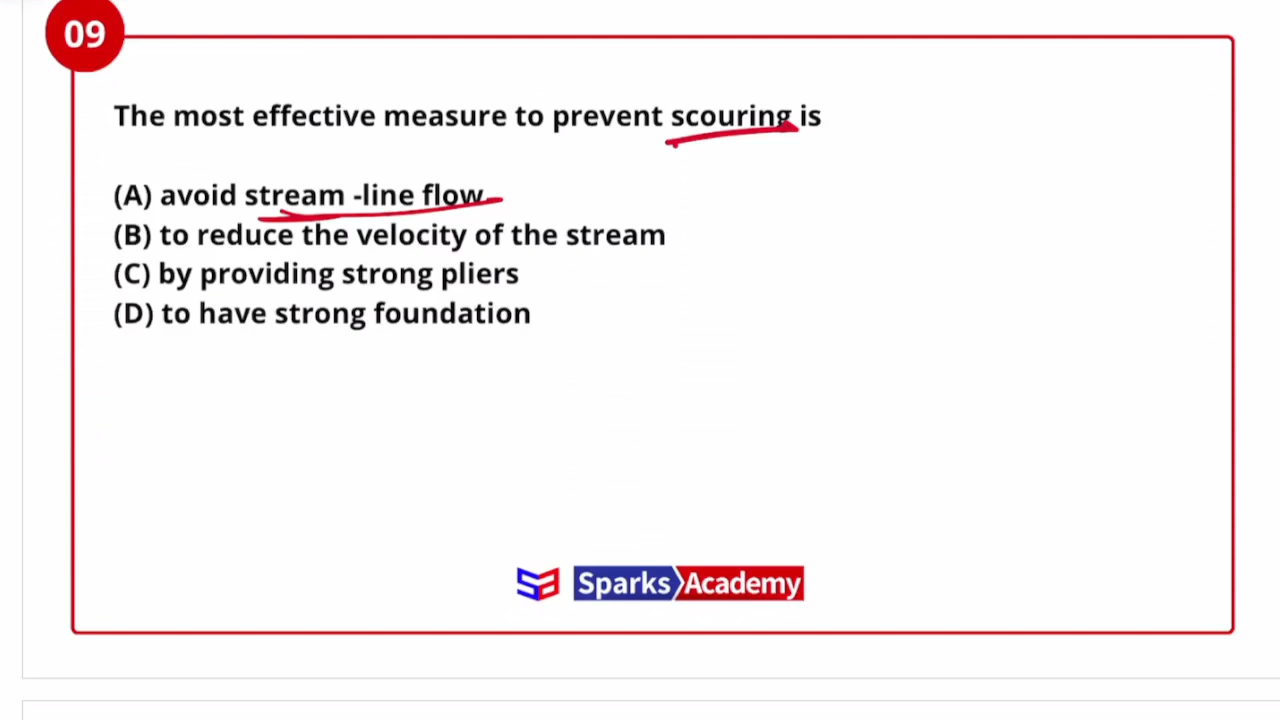 09
The most effective measure to prevent scouring is
(A) avoid stream -line flow
(B) to reduce the velocity of the stream
(C) by providing strong pliers
(D) to have strong foundation
Sparks Academy